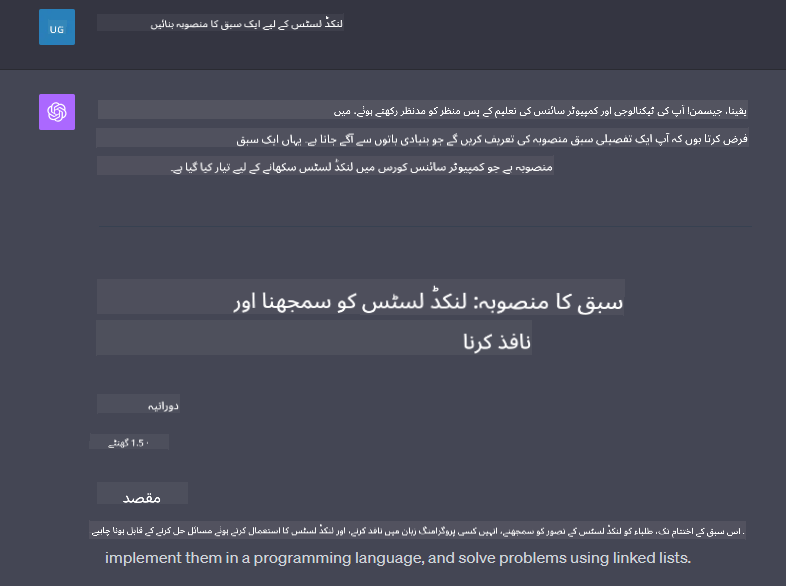 UG
لنکڈ لسٹس کے لیے ایک سبق کا منصوبہ بنائیں
یقیناً، جیسمن! آپ کی ٹیکنالوجی اور کمپیوٹر سائنس کی تعلیم کے پس منظر کو مدنظر رکھتے ہوئے، میں
فرض کرتا ہوں کہ آپ ایک تفصیلی سبق منصوبہ کی تعریف کریں گے جو بنیادی باتوں سے آگے جاتا ہے۔ یہاں ایک سبق
منصوبہ ہے جو کمپیوٹر سائنس کورس میں لنکڈ لسٹس سکھانے کے لیے تیار کیا گیا ہے۔
سبق کا منصوبہ: لنکڈ لسٹس کو سمجھنا اور
نافذ کرنا
دورانیہ
· 1.5 گھنٹے
مقصد
. اس سبق کے اختتام تک، طلباء کو لنکڈ لسٹس کے تصور کو سمجھنے، انہیں کسی پروگرامنگ زبان میں نافذ کرنے، اور لنکڈ لسٹس کا استعمال کرتے ہوئے مسائل حل کرنے کے قابل ہونا چاہیے
implement them in a programming language, and solve problems using linked lists.